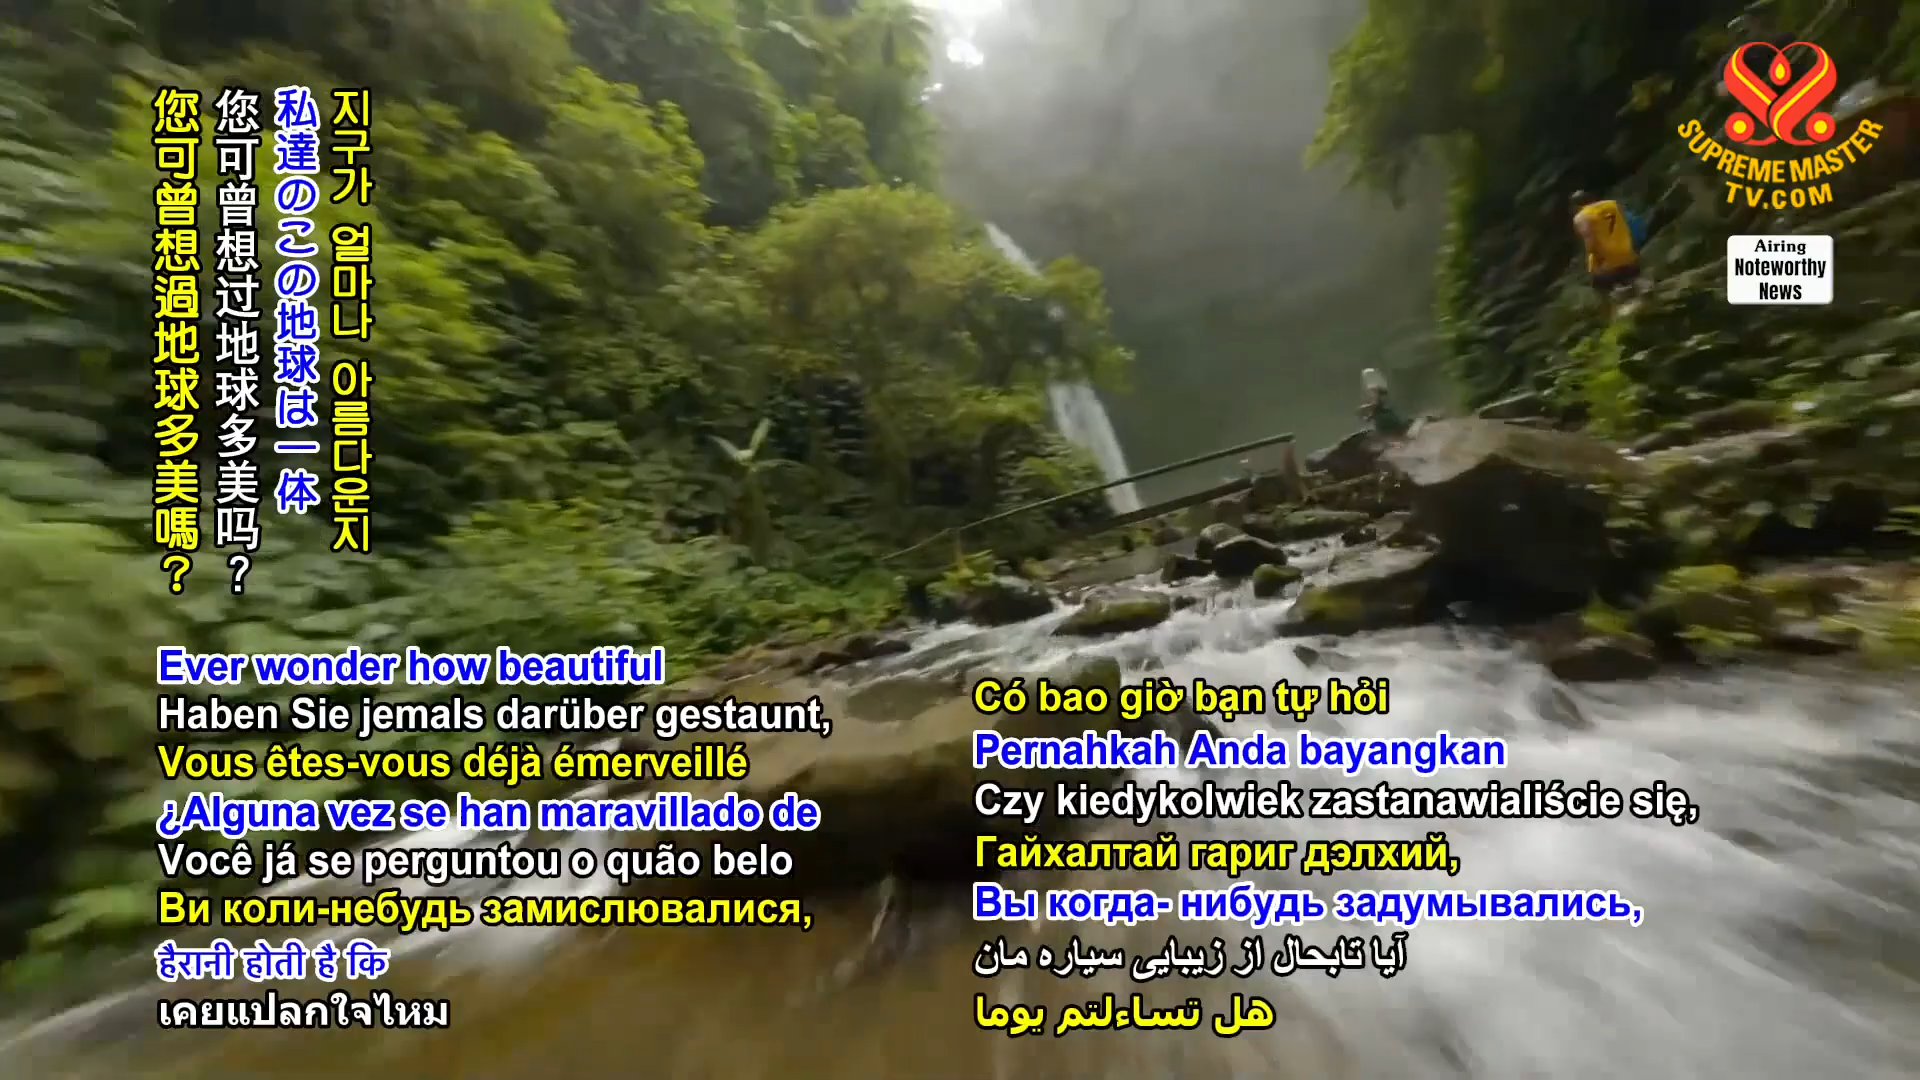 您可曾想過地球多美嗎？
您可曾想过地球多美吗？
私達のこの地球は一体
지구가 얼마나 아름다운지
SUPREME MASTER
TV.COM
Airing
Noteworthy
News
7
Ever wonder how beautiful
Haben Sie jemals darüber gestaunt,
Vous êtes-vous déjà émerveillé
¿Alguna vez se han maravillado de
Você já se perguntou o quão belo
Ви коли-небудь замислювалися,
हैरानी होती है कि
เคยแปลกใจไหม
Có bao giờ bạn tự hỏi
Pernahkah Anda bayangkan
Czy kiedykolwiek zastanawialiście się,
Гайхалтай гариг дэлхий,
Вы когда- нибудь задумывались,
آیا تابحال از زیبایی سیاره مان
هل تساءلتم يوما